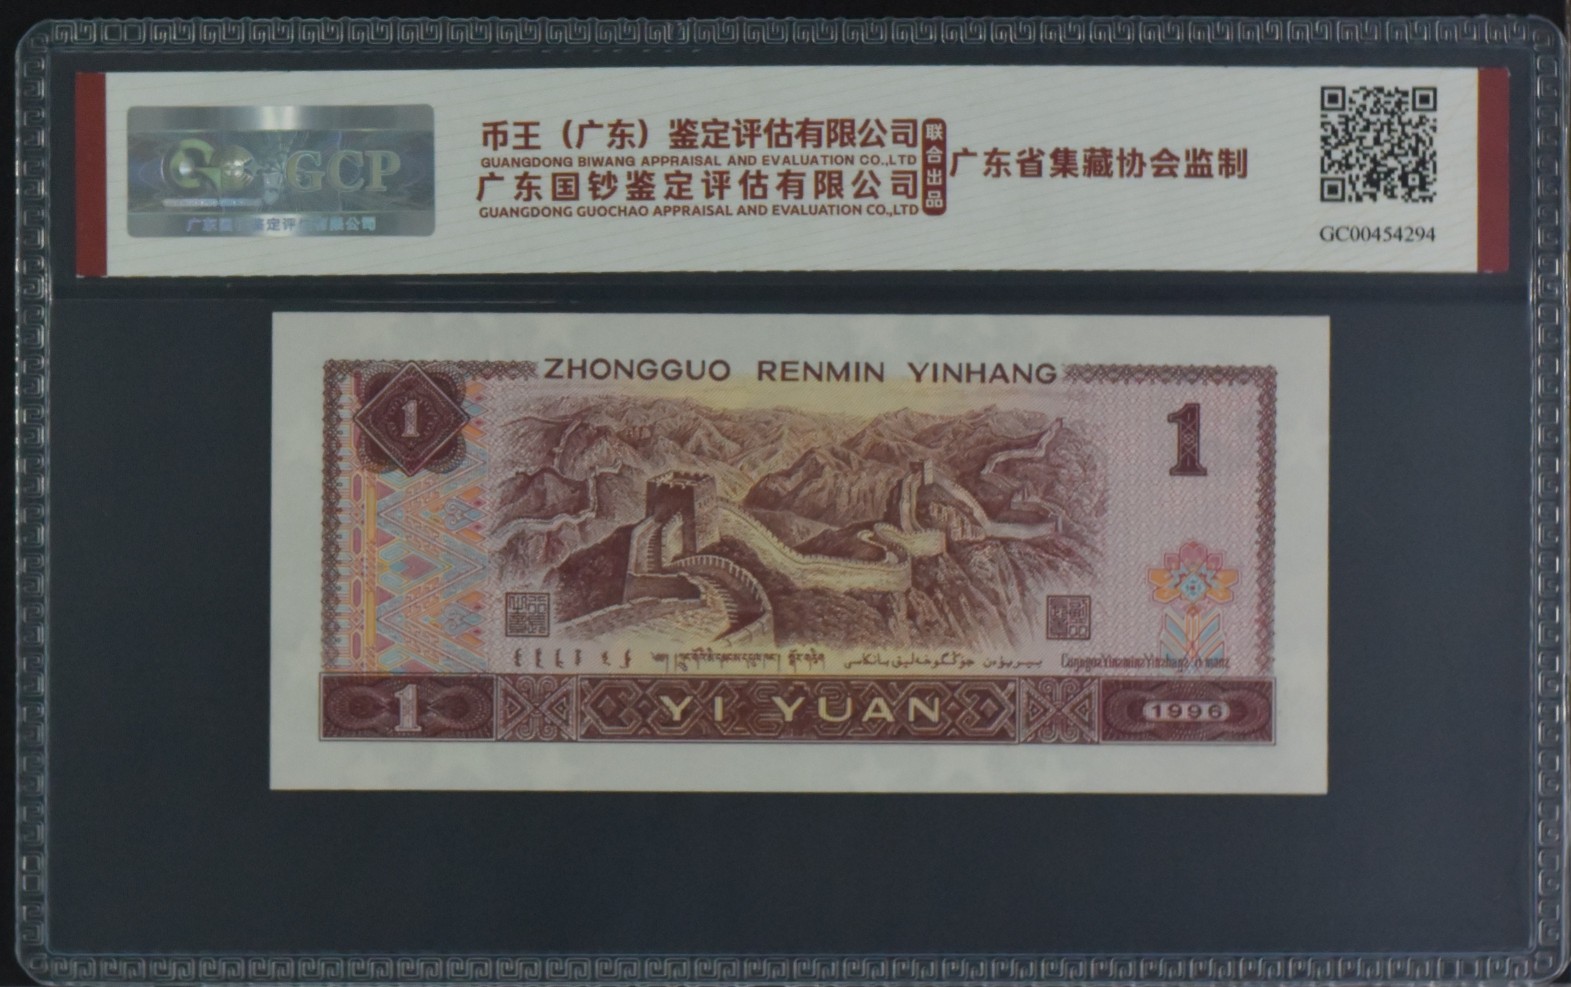 GCP
币王（广东）鉴定评估有限公司
GUANGDONG BIWANG APPRAISAL AND EVALUATION CO.,LTD
广东国钞鉴定评估有限公司
GUANGDONG GUOCHAO APPRAISAL AND EVALUATION CO.,LTD
联合出品
广东省集藏协会监制
GC00454294
ZHONGGUO RENMIN YINHANG
1
1
1
YI YUAN
1996